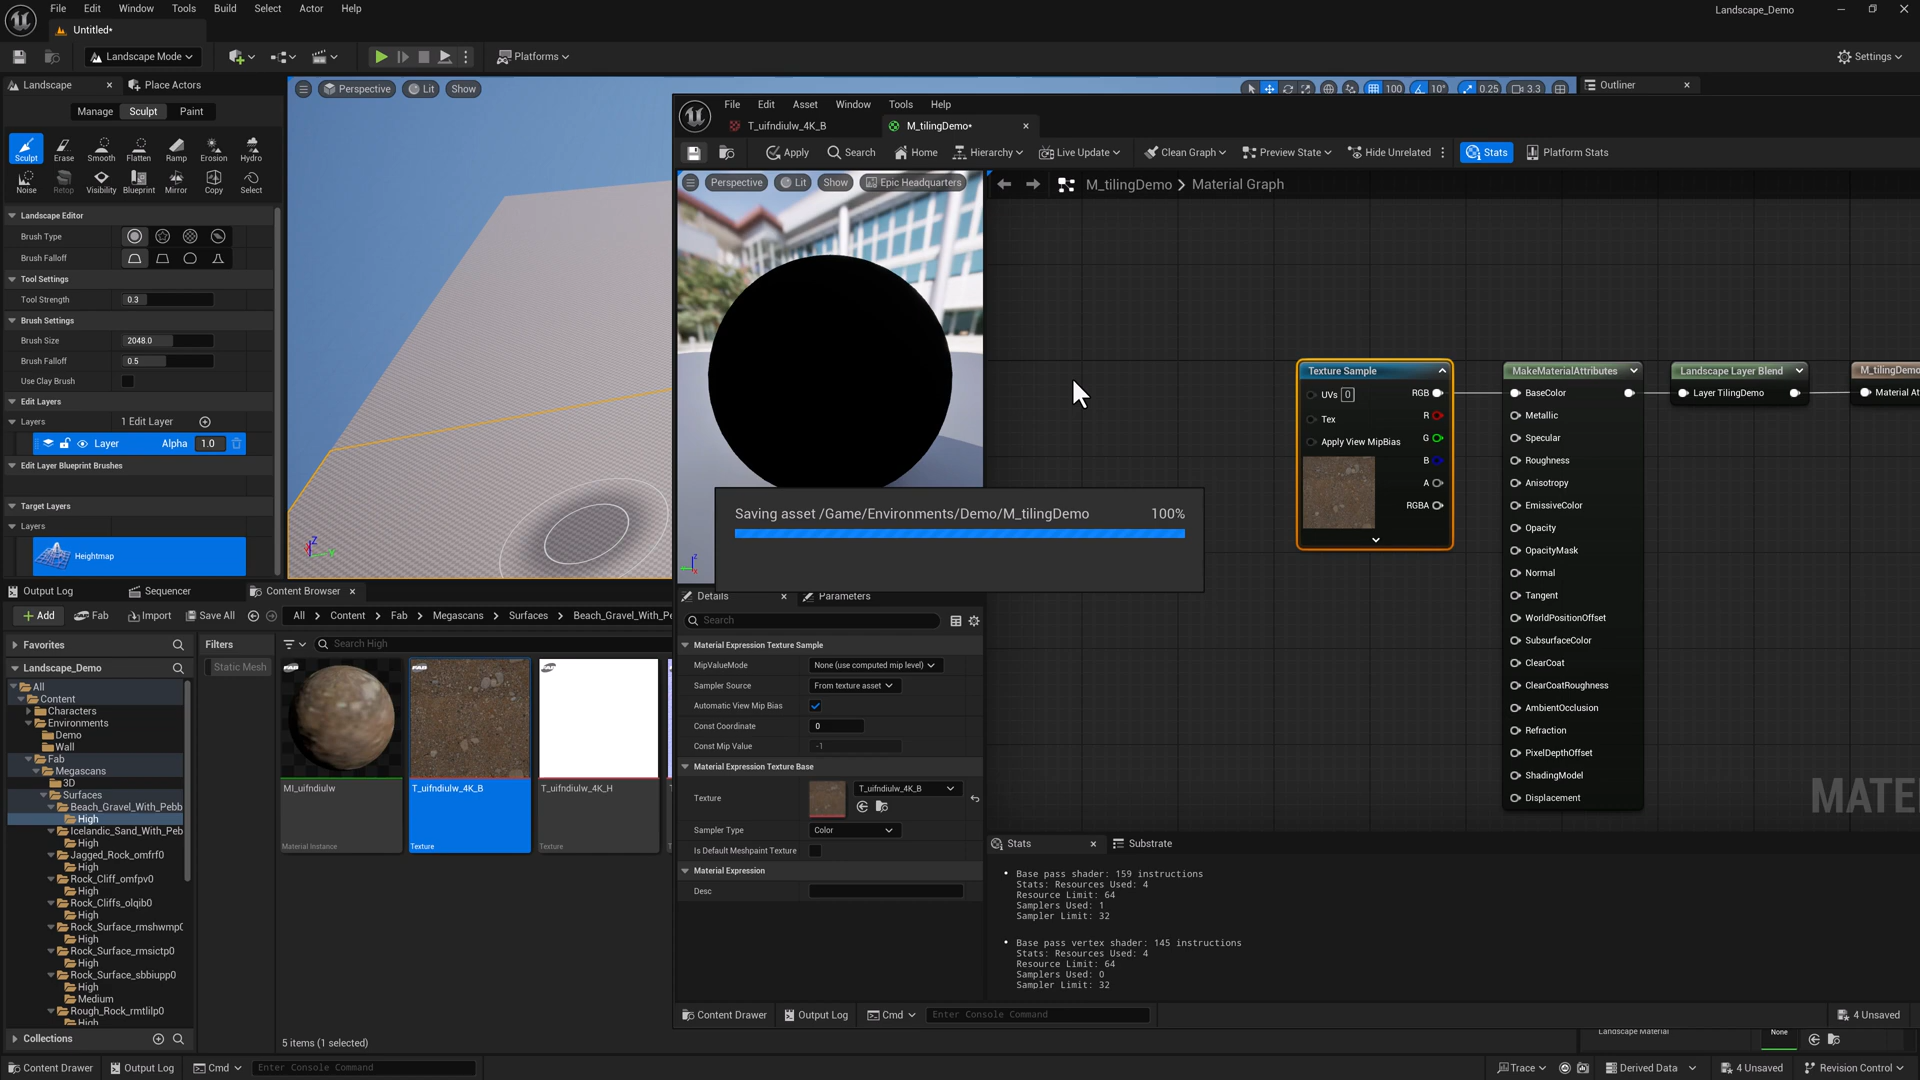 File Edit Window Tools Build Select Actor Help
Landscape_Demo
Untitled*
Landscape Mode
Platforms
Settings
Landscape
Place Actors
Perspective
Lit
Show
100
10°
0.25
3.3
Outliner
Manage
Sculpt
Paint
Sculpt Erase Smooth Flatten Ramp Erosion Hydro
Noise Retop Visibility Blueprint Mirror Copy Select
Landscape Editor
Brush Type
Brush Falloff
Tool Settings
Tool Strength 0.3
Brush Settings
Brush Size 2048.0
Brush Falloff 0.5
Use Clay Brush
Edit Layers
Layers 1 Edit Layer
Layer Alpha 1.0
Edit Layer Blueprint Brushes
Target Layers
Layers
Heightmap
File Edit Asset Window Tools Help
T_uifndiulw_4K_B
M_tilingDemo*
Apply
Search
Home
Hierarchy
Live Update
Clean Graph
Preview State
Hide Unrelated
Stats
Platform Stats
Perspective
Lit
Show
Epic Headquarters
M_tilingDemo > Material Graph
Texture Sample
UVs 0
Tex
Apply View MipBias
RGB
R
G
B
A
RGBA
MakeMaterialAttributes
BaseColor
Metallic
Specular
Roughness
Anisotropy
EmissiveColor
Opacity
OpacityMask
Normal
Tangent
WorldPositionOffset
SubsurfaceColor
ClearCoat
ClearCoatRoughness
AmbientOcclusion
Refraction
PixelDepthOffset
ShadingModel
Displacement
Landscape Layer Blend
Layer TilingDemo
M_tilingDemo
Material At
MATE
Saving asset /Game/Environments/Demo/M_tilingDemo 100%
Output Log
Sequencer
Content Browser
Add
Fab
Import
Save All
All > Content > Fab > Megascans > Surfaces > Beach_Gravel_With_Pe
Favorites
Landscape_Demo
All
Content
Characters
Environments
Demo
Wall
Fab
Megascans
3D
Surfaces
Beach_Gravel_With_Pebb
High
Icelandic_Sand_With_Peb
High
Jagged_Rock_omfrf0
High
Rock_Cliff_omfpv0
High
Rock_Cliffs_olqib0
High
Rock_Surface_rmshwmp0
High
Rock_Surface_rmsictp0
High
Rock_Surface_sbbiupp0
High
Medium
Rough_Rock_rmtlilp0
High
Collections
Filters
Static Mesh
Search High
MI_uifndiulw
Material Instance
T_uifndiulw_4K_B
Texture
T_uifndiulw_4K_H
Texture
5 items (1 selected)
Details
Parameters
Search
Material Expression Texture Sample
MipValueMode None (use computed mip level)
Sampler Source From texture asset
Automatic View Mip Bias
Const Coordinate 0
Const Mip Value -1
Material Expression Texture Base
Texture T_uifndiulw_4K_B
Sampler Type Color
Is Default Meshpaint Texture
Material Expression
Desc
Stats
Substrate
Base pass shader: 159 instructions
Stats: Resources Used: 4
Resource Limit: 64
Samplers Used: 1
Sampler Limit: 32
Base pass vertex shader: 145 instructions
Stats: Resources Used: 4
Resource Limit: 64
Samplers Used: 0
Sampler Limit: 32
Content Drawer
Output Log
Cmd
Enter Console Command
4 Unsaved
Landscape Material
None
Content Drawer
Output Log
Cmd
Enter Console Command
Trace
Derived Data
4 Unsaved
Revision Control